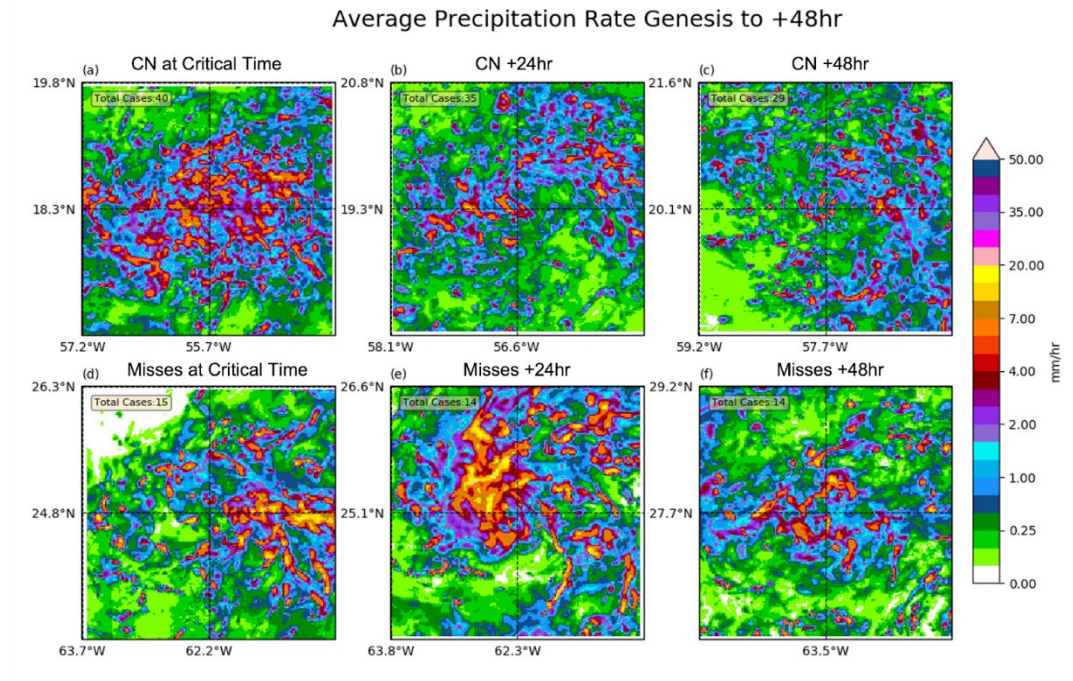 Average Precipitation Rate Genesis to +48hr
(a) CN at Critical Time
(b) CN +24hr
(c) CN +48hr
19.8°N
Total Cases:40
20.8°N
Total Cases:35
21.6°N
Total Cases:29
18.3°N
19.3°N
20.1°N
57.2°W
55.7°W
58.1°W
56.6°W
59.2°W
57.7°W
(d) Misses at Critical Time
(e) Misses +24hr
(f) Misses +48hr
26.3°N
Total Cases:15
26.6°N
Total Cases:14
29.2°N
Total Cases:14
24.8°N
25.1°N
27.7°N
63.7°W
62.2°W
63.8°W
62.3°W
63.5°W
50.00
35.00
20.00
7.00
4.00
2.00
1.00
0.25
0.00
mm/hr